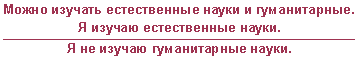 Можно изучать естественные науки и гуманитарные.
Я изучаю естественные науки.
Я не изучаю гуманитарные науки.